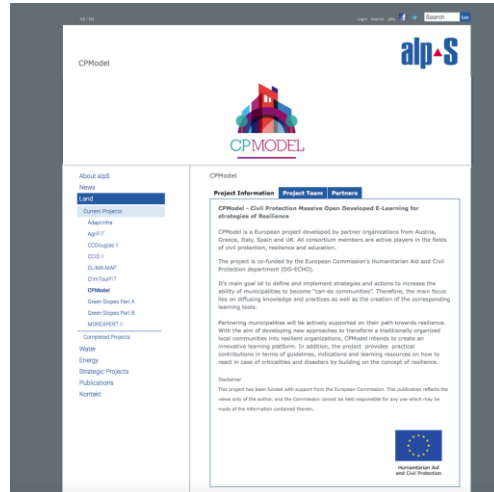 DE / EN
Login Imprint Jobs
Search
CPModel
alpS
CPMODEL
About alpS
News
Land
Current Projects
AdaptInfra
AgriFIT
CCDouglas II
CLIMA-MAP
ClimTourFIT
CPModel
Green Slopes Part A
Green Slopes Part B
MOREXPERT II
Completed Projects
Water
Energy
Strategic Projects
Publications
Kontakt
CPModel
Project Information Project Team Partners
CPModel - Civil Protection Massive Open Developed E-Learning for
strategies of Resilience
CPModel is a European project developed by partner organizations from Austria,
Greece, Italy, Spain and UK. All consortium members are active players in the fields
of civil protection, resilience and education.
The project is co-funded by the European Commission's Humanitarian Aid and Civil
Protection department (DG-ECHO).
It's main goal ist to define and implement strategies and actions to increase the
ability of municipalities to become "can-do communities". Therefore, the main focus
lies on diffusing knowledge and practices as well as the creation of the corresponding
learning tools.
Partnering municipalities will be actively supported on their path towards resilience.
With the aim of developing new approaches to transform a traditionally organized
local communities into resilient organizations, CPModel intends to create an
innovative learning platform. In addition, the project provides practical
contributions in terms of guidelines, indications and learning resources on how to
react in case of criticalities and disasters by building on the concept of resilience.
Disclaimer
This project has been funded with support from the European Commission. This publication reflects the
views only of the author, and the Commission cannot be held responsible for any use which may be
made of the information contained therein.
Humanitarian Aid
and Civil Protection